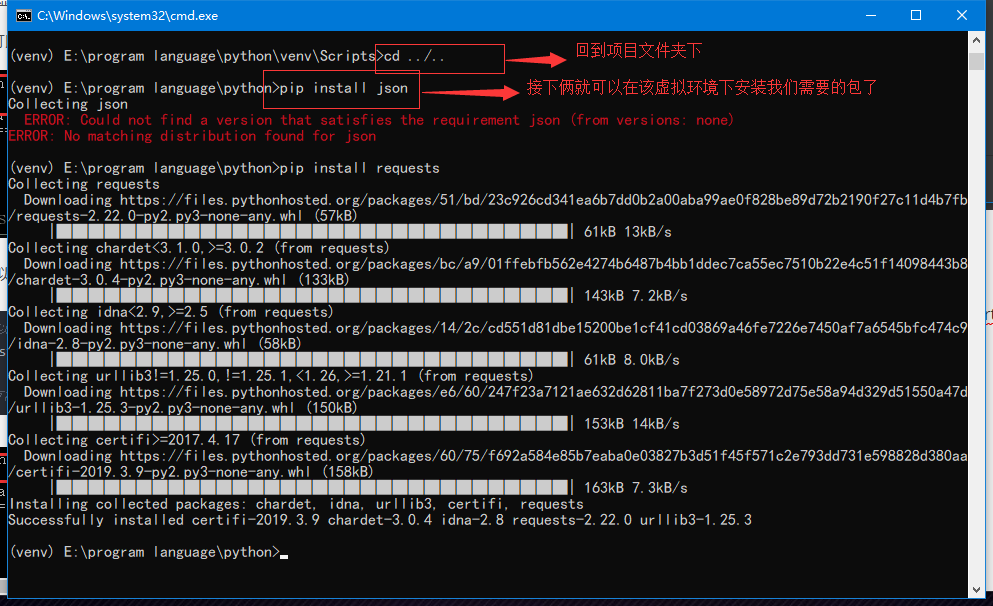 C:\Windows\system32\cmd.exe
(venv) E:\program language\python\venv\Scripts>cd ../..
回到项目文件夹下
(venv) E:\program language\python>pip install json
接下俩就可以在该虚拟环境下安装我们需要的包了
Collecting json
ERROR: Could not find a version that satisfies the requirement json (from versions: none)
ERROR: No matching distribution found for json
(venv) E:\program language\python>pip install requests
Collecting requests
Downloading https://files.pythonhosted.org/packages/51/bd/23c926cd341ea6b7dd0b2a00aba99ae0f828be89d72b2190f27c11d4b7fb
/requests-2.22.0-py2.py3-none-any.whl (57kB)
61kB 13kB/s
Collecting chardet<3.1.0,>=3.0.2 (from requests)
Downloading https://files.pythonhosted.org/packages/bc/a9/01ffebfb562e4274b6487b4bb1ddec7ca55ec7510b22e4c51f14098443b8
/chardet-3.0.4-py2.py3-none-any.whl (133kB)
143kB 7.2kB/s
Collecting idna<2.9,>=2.5 (from requests)
Downloading https://files.pythonhosted.org/packages/14/2c/cd551d81dbe15200be1cf41cd03869a46fe7226e7450af7a6545bfc474c9
/idna-2.8-py2.py3-none-any.whl (58kB)
61kB 8.0kB/s
Collecting urllib3!=1.25.0,!=1.25.1,<1.26,>=1.21.1 (from requests)
Downloading https://files.pythonhosted.org/packages/e6/60/247f23a7121ae632d62811ba7f273d0e58972d75e58a94d329d51550a47d
/urllib3-1.25.3-py2.py3-none-any.whl (150kB)
153kB 14kB/s
Collecting certifi>=2017.4.17 (from requests)
Downloading https://files.pythonhosted.org/packages/60/75/f692a584e85b7eaba0e03827b3d51f45f571c2e793dd731e598828d380aa
/certifi-2019.3.9-py2.py3-none-any.whl (158kB)
163kB 7.3kB/s
Installing collected packages: chardet, idna, urllib3, certifi, requests
Successfully installed certifi-2019.3.9 chardet-3.0.4 idna-2.8 requests-2.22.0 urllib3-1.25.3
(venv) E:\program language\python>